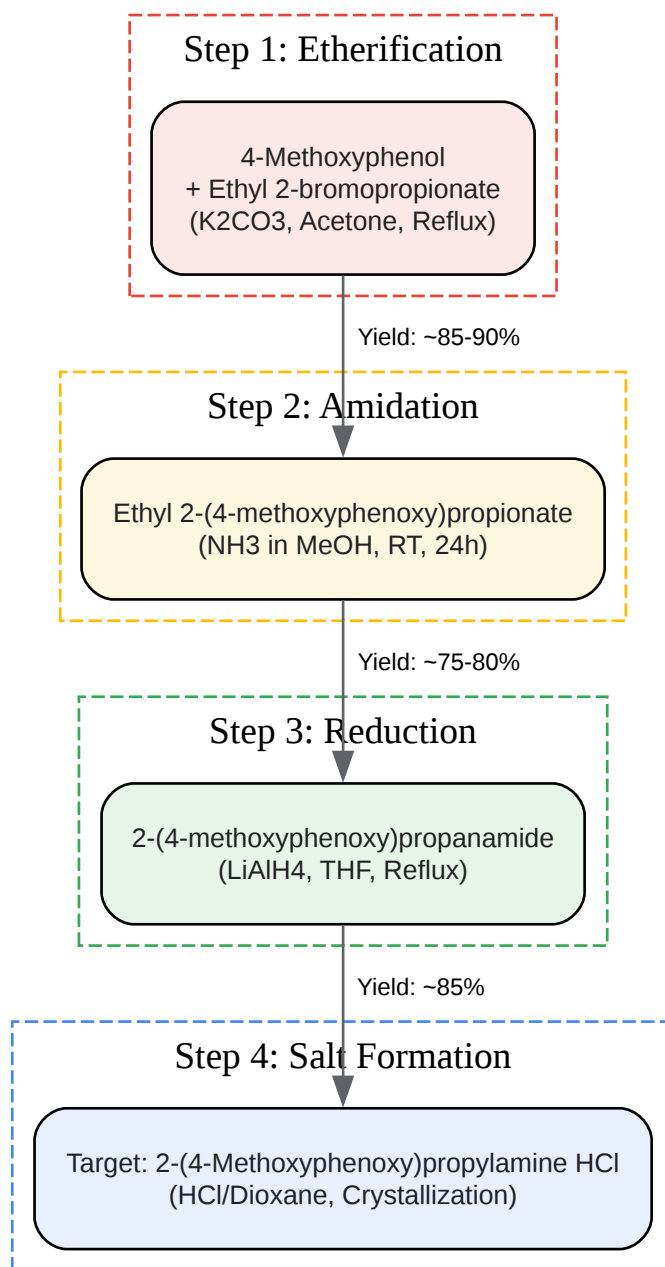 Step 1: Etherification
4-Methoxyphenol
+ Ethyl 2-bromopropionate
(K2CO3, Acetone, Reflux)
Yield: ~85-90%
Step 2: Amidation
Ethyl 2-(4-methoxyphenoxy)propionate
(NH3 in MeOH, RT, 24h)
Yield: ~75-80%
Step 3: Reduction
2-(4-methoxyphenoxy)propanamide
(LiAlH4, THF, Reflux)
Yield: ~85%
Step 4: Salt Formation
Target: 2-(4-Methoxyphenoxy)propylamine HCl
(HCl/Dioxane, Crystallization)